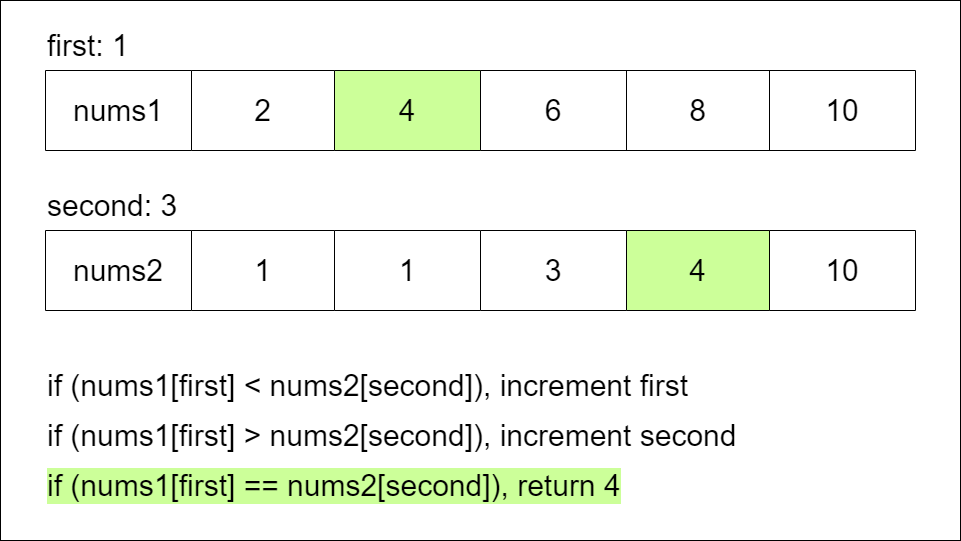 first: 1
nums1 2 4 6 8 10
second: 3
nums2 1 1 3 4 10
if (nums1[first] < nums2[second]), increment first
if (nums1[first] > nums2[second]), increment second
if (nums1[first] == nums2[second]), return 4